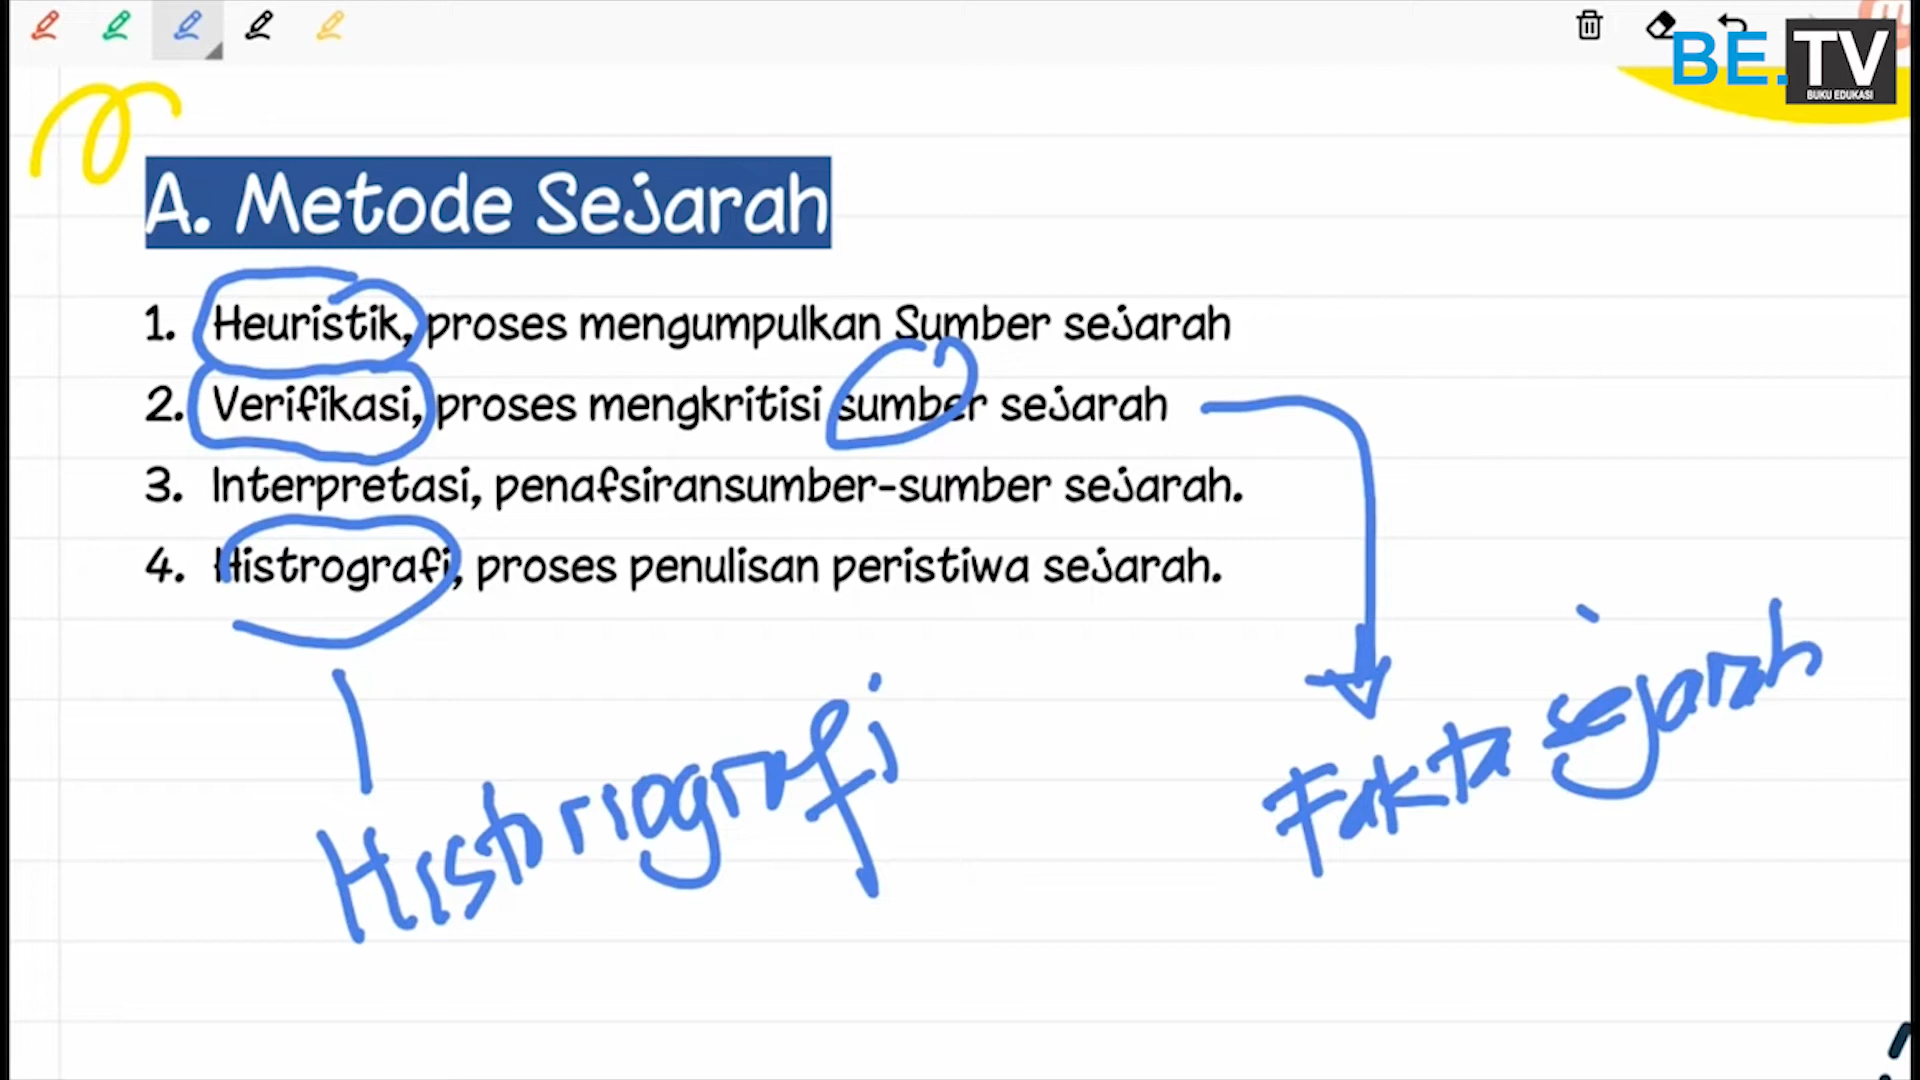 BE.TV
BUKU EDUKASI
A. Metode Sejarah
1. Heuristik, proses mengumpulkan Sumber sejarah
2. Verifikasi, proses mengkritisi sumber sejarah
3. Interpretasi, penafsiransumber-sumber sejarah.
4. Histrografi, proses penulisan peristiwa sejarah.
Historiografi
Fakta sejarah